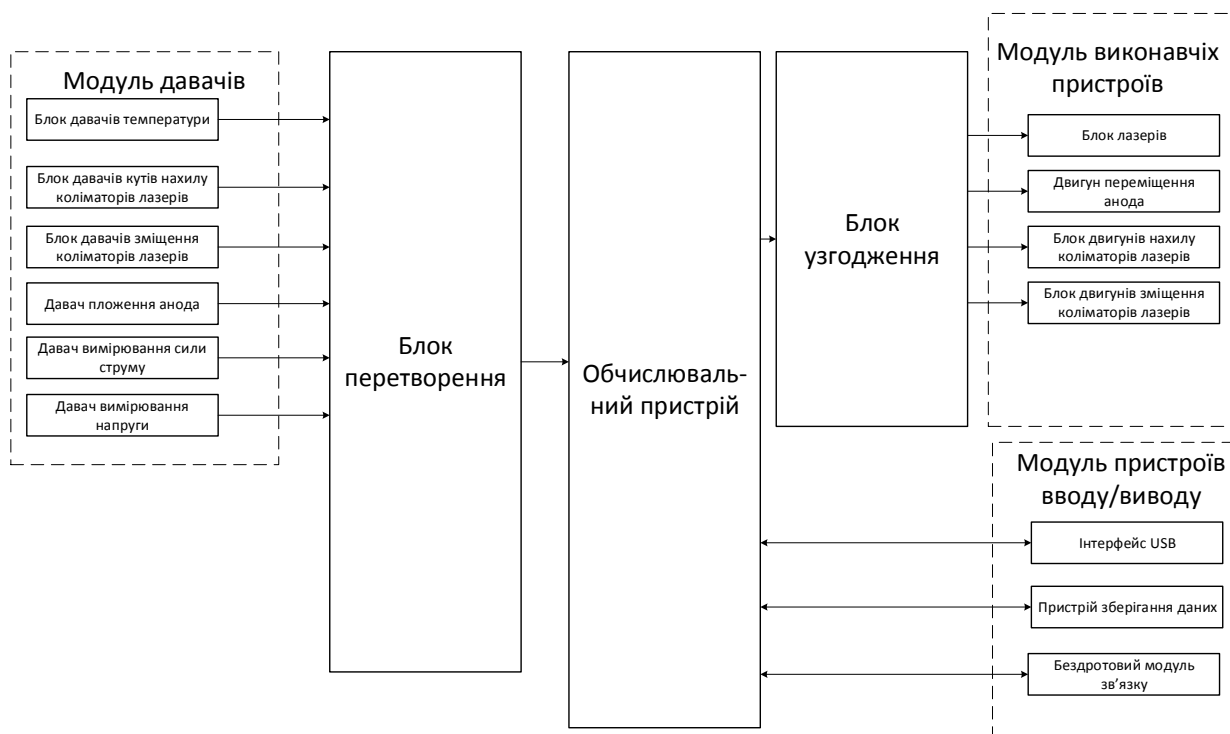 Модуль давачів
Блок давачів температури
Блок давачів кутів нахилу
коліматорів лазерів
Блок давачів зміщення
коліматорів лазерів
Давач пложення анода
Давач вимірювання сили
струму
Давач вимірювання
напруги
Блок
перетворення
Обчислюваль-
ний пристрій
Блок
узгодження
Модуль виконавчіх
пристроїв
Блок лазерів
Двигун переміщення
анода
Блок двигунів нахилу
коліматорів лазерів
Блок двигунів зміщення
коліматорів лазерів
Модуль пристроїв
вводу/виводу
Інтерфейс USB
Пристрій зберігання даних
Бездротовий модуль
зв’язку